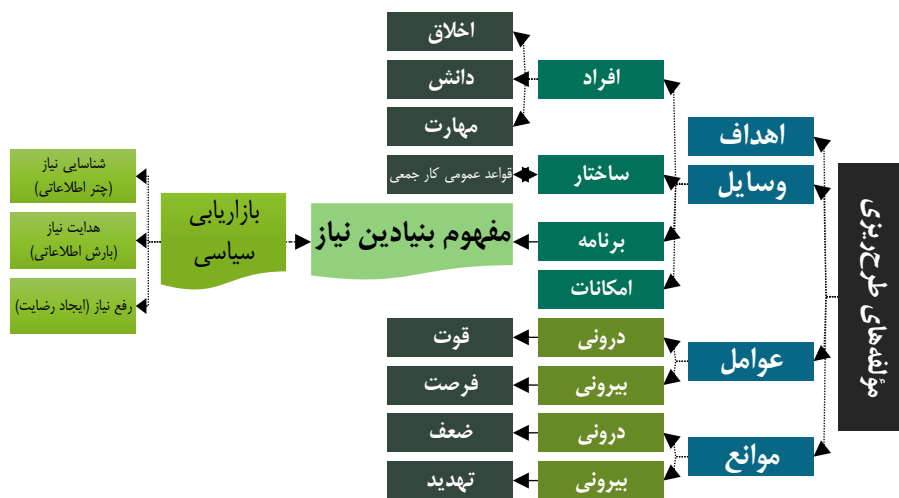 مؤلفه‌های طرح‌ریزی
اهداف
وسایل
عوامل
موانع
افراد
ساختار
برنامه
امکانات
درونی
بیرونی
درونی
بیرونی
اخلاق
دانش
مهارت
قواعد عمومی کار جمعی
مفهوم بنیادین نیاز
قوت
فرصت
ضعف
تهدید
بازاریابی
سیاسی
شناسایی نیاز
(چتر اطلاعاتی)
هدایت نیاز
(بارش اطلاعاتی)
رفع نیاز (ایجاد رضایت)